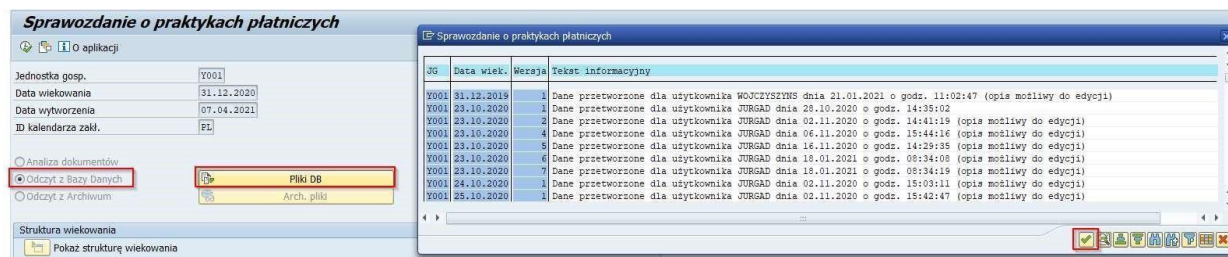 Sprawozdanie o praktykach płatniczych
O aplikacji
Jednostka gosp. Y001
Data wiekowania 31.12.2020
Data wytworzenia 07.04.2021
ID kalendarza zakł. PL
Analiza dokumentów
Odczyt z Bazy Danych Pliki DB
Odczyt z Archiwum Arch. pliki
Struktura wiekowania
Pokaż strukturę wiekowania
Sprawozdanie o praktykach płatniczych
JG Data wiek. Wersja Tekst informacyjny
Y001 31.12.2019 1 Dane przetworzone dla użytkownika WOJCZYSZYNS dnia 21.01.2021 o godz. 11:02:47 (opis możliwy do edycji)
Y001 23.10.2020 1 Dane przetworzone dla użytkownika JURGAD dnia 28.10.2020 o godz. 14:35:02
Y001 23.10.2020 2 Dane przetworzone dla użytkownika JURGAD dnia 02.11.2020 o godz. 14:41:19 (opis możliwy do edycji)
Y001 23.10.2020 4 Dane przetworzone dla użytkownika JURGAD dnia 06.11.2020 o godz. 15:44:16 (opis możliwy do edycji)
Y001 23.10.2020 5 Dane przetworzone dla użytkownika JURGAD dnia 16.11.2020 o godz. 14:29:35 (opis możliwy do edycji)
Y001 23.10.2020 6 Dane przetworzone dla użytkownika JURGAD dnia 18.01.2021 o godz. 08:34:08 (opis możliwy do edycji)
Y001 23.10.2020 7 Dane przetworzone dla użytkownika JURGAD dnia 18.01.2021 o godz. 08:34:19 (opis możliwy do edycji)
Y001 24.10.2020 1 Dane przetworzone dla użytkownika JURGAD dnia 02.11.2020 o godz. 15:03:11 (opis możliwy do edycji)
Y001 25.10.2020 1 Dane przetworzone dla użytkownika JURGAD dnia 02.11.2020 o godz. 15:42:47 (opis możliwy do edycji)